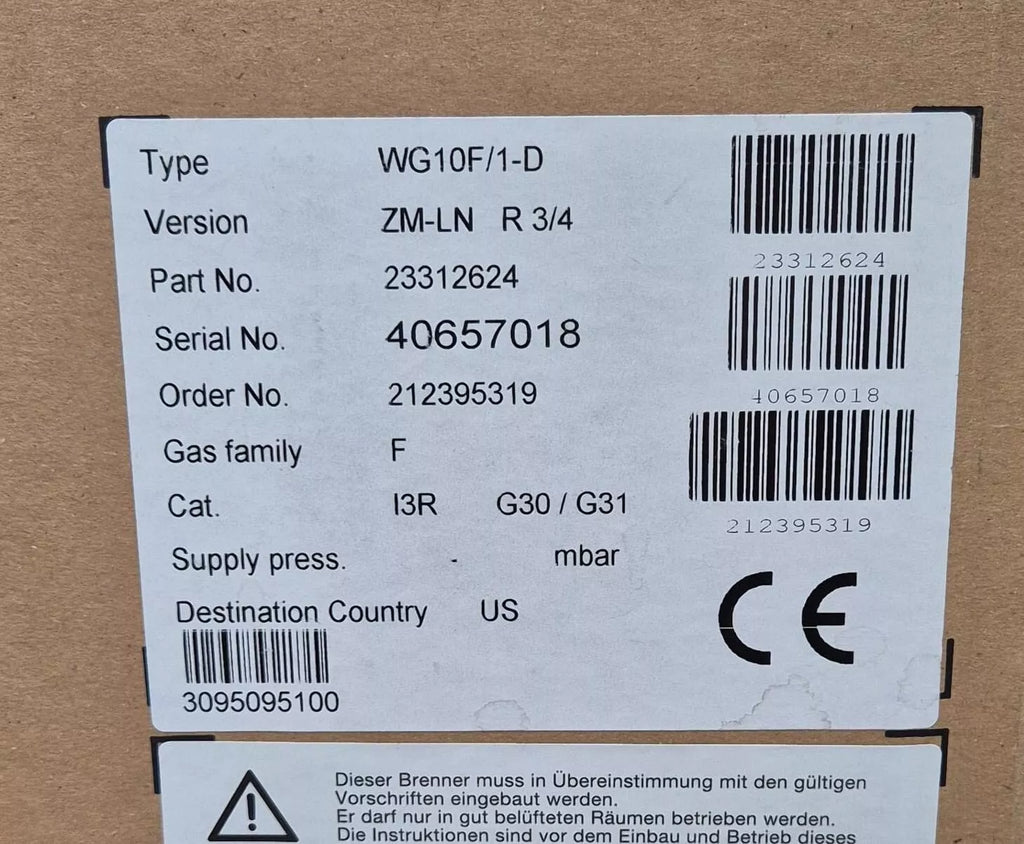 Type WG10F/1-D
Version ZM-LN R 3/4
Part No. 23312624
Serial No. 40657018
Order No. 212395319
Gas family F
Cat. I3R G30 / G31
Supply press. - mbar
Destination Country US
3095095100
23312624
40657018
212395319
CE
Dieser Brenner muss in Übereinstimmung mit den gültigen
Vorschriften eingebaut werden.
Er darf nur in gut belüfteten Räumen betrieben werden.
Die Instruktionen sind vor dem Einbau und Betrieb dieses